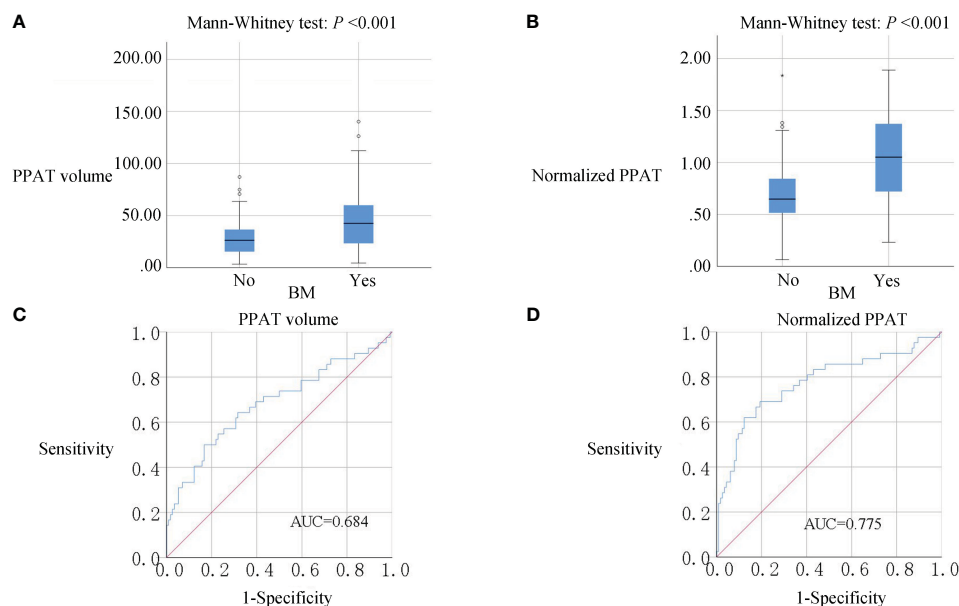 A
Mann-Whitney test: P <0.001
200.00
150.00
100.00
PPAT volume
50.00
.00
No
Yes
BM
B
Mann-Whitney test: P <0.001
2.00
1.50
1.00
Normalized PPAT
.50
.00
No
Yes
BM
C
PPAT volume
1.0
0.8
0.6
Sensitivity
0.4
0.2
AUC=0.684
0.0
0.0 0.2 0.4 0.6 0.8 1.0
1-Specificity
D
Normalized PPAT
1.0
0.8
0.6
Sensitivity
0.4
0.2
AUC=0.775
0.0
0.0 0.2 0.4 0.6 0.8 1.0
1-Specificity